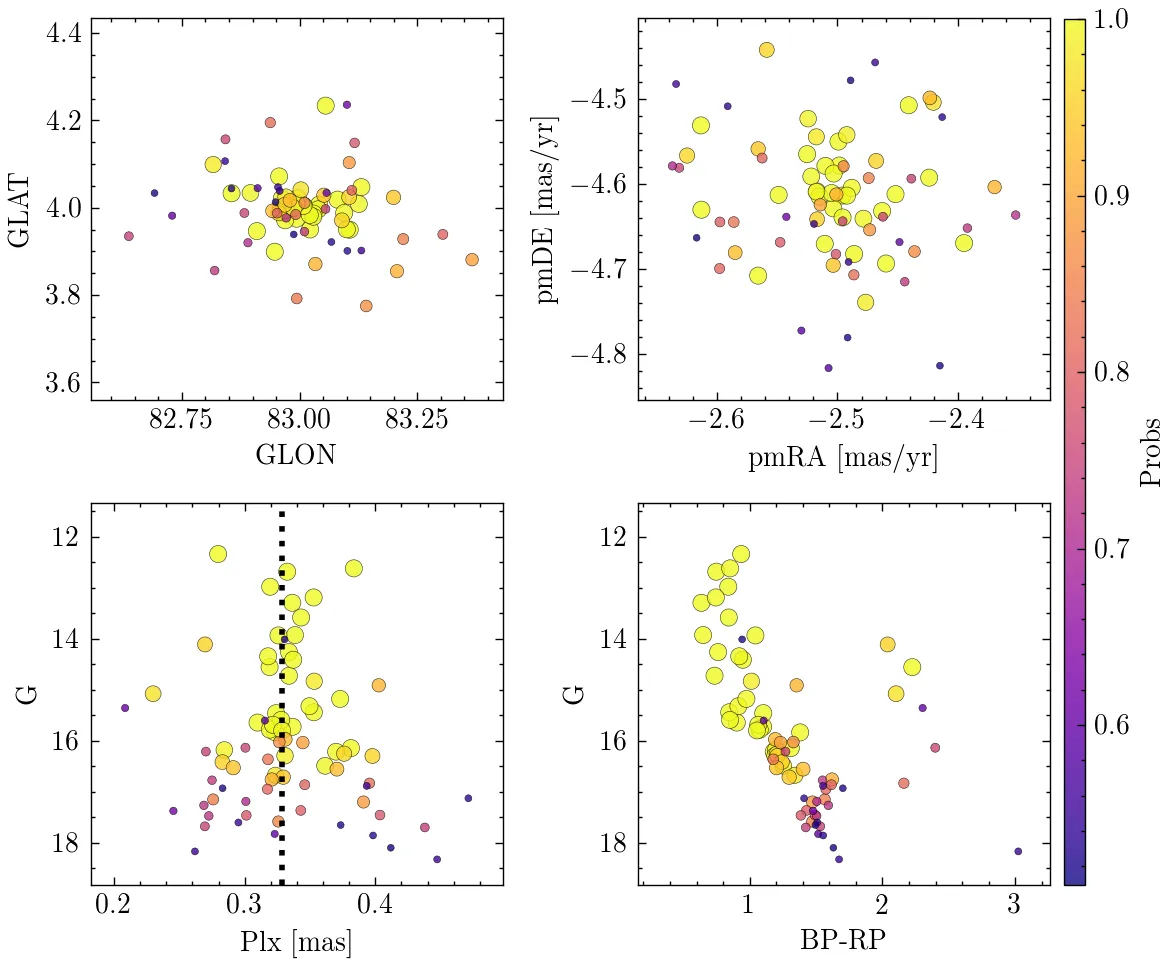 4.4
4.2
4.0
3.8
3.6
GLAT
82.75 83.00 83.25
GLON
−4.5
−4.6
−4.7
−4.8
pmDE [mas/yr]
−2.6 −2.5 −2.4
pmRA [mas/yr]
12
14
16
18
G
0.2 0.3 0.4
Plx [mas]
12
14
16
18
G
1 2 3
BP-RP
1.0
0.9
0.8
0.7
0.6
Probs